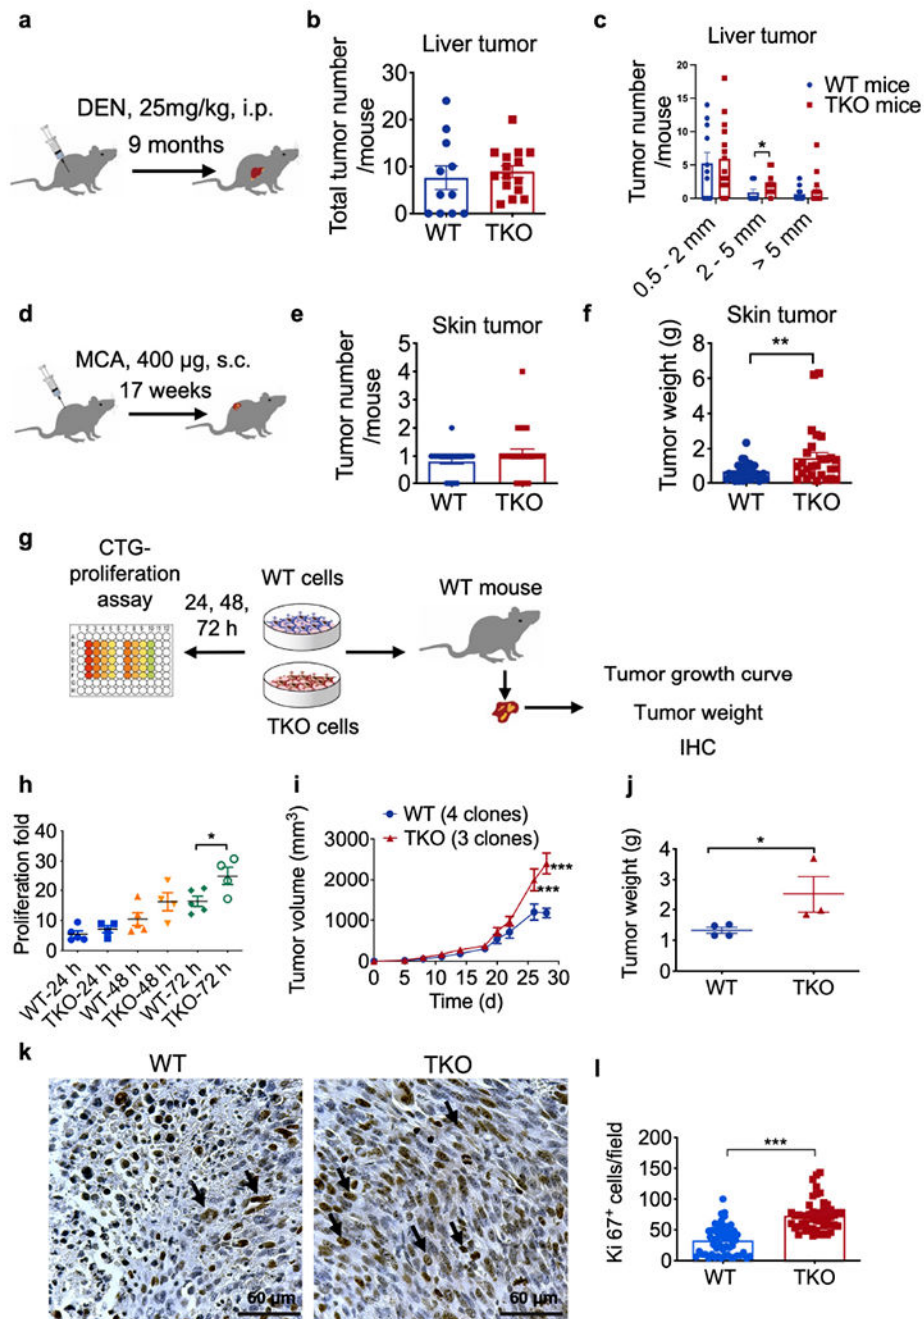 a
DEN, 25mg/kg, i.p.
9 months
b
Liver tumor
Total tumor number
/mouse
30
20
10
0
WT
TKO
c
Liver tumor
WT mice
TKO mice
Tumor number
/mouse
20
15
10
5
0
*
0.5 - 2 mm
2 - 5 mm
> 5 mm
d
MCA, 400 µg, s.c.
17 weeks
e
Skin tumor
Tumor number
/mouse
5
4
3
2
1
0
WT
TKO
f
Skin tumor
Tumor weight (g)
8
6
4
2
0
**
WT
TKO
g
CTG-
proliferation
assay
24, 48,
72 h
WT cells
TKO cells
WT mouse
Tumor growth curve
Tumor weight
IHC
h
Proliferation fold
40
30
20
10
0
*
WT-24 h
TKO-24 h
WT-48 h
TKO-48 h
WT-72 h
TKO-72 h
i
WT (4 clones)
TKO (3 clones)
Tumor volume (mm³)
3000
2000
1000
0
***
***
0 5 10 15 20 25 30
Time (d)
j
Tumor weight (g)
4
3
2
1
0
*
WT
TKO
k
WT
TKO
60 µm
60 µm
l
Ki 67⁺ cells/field
200
150
100
50
0
***
WT
TKO